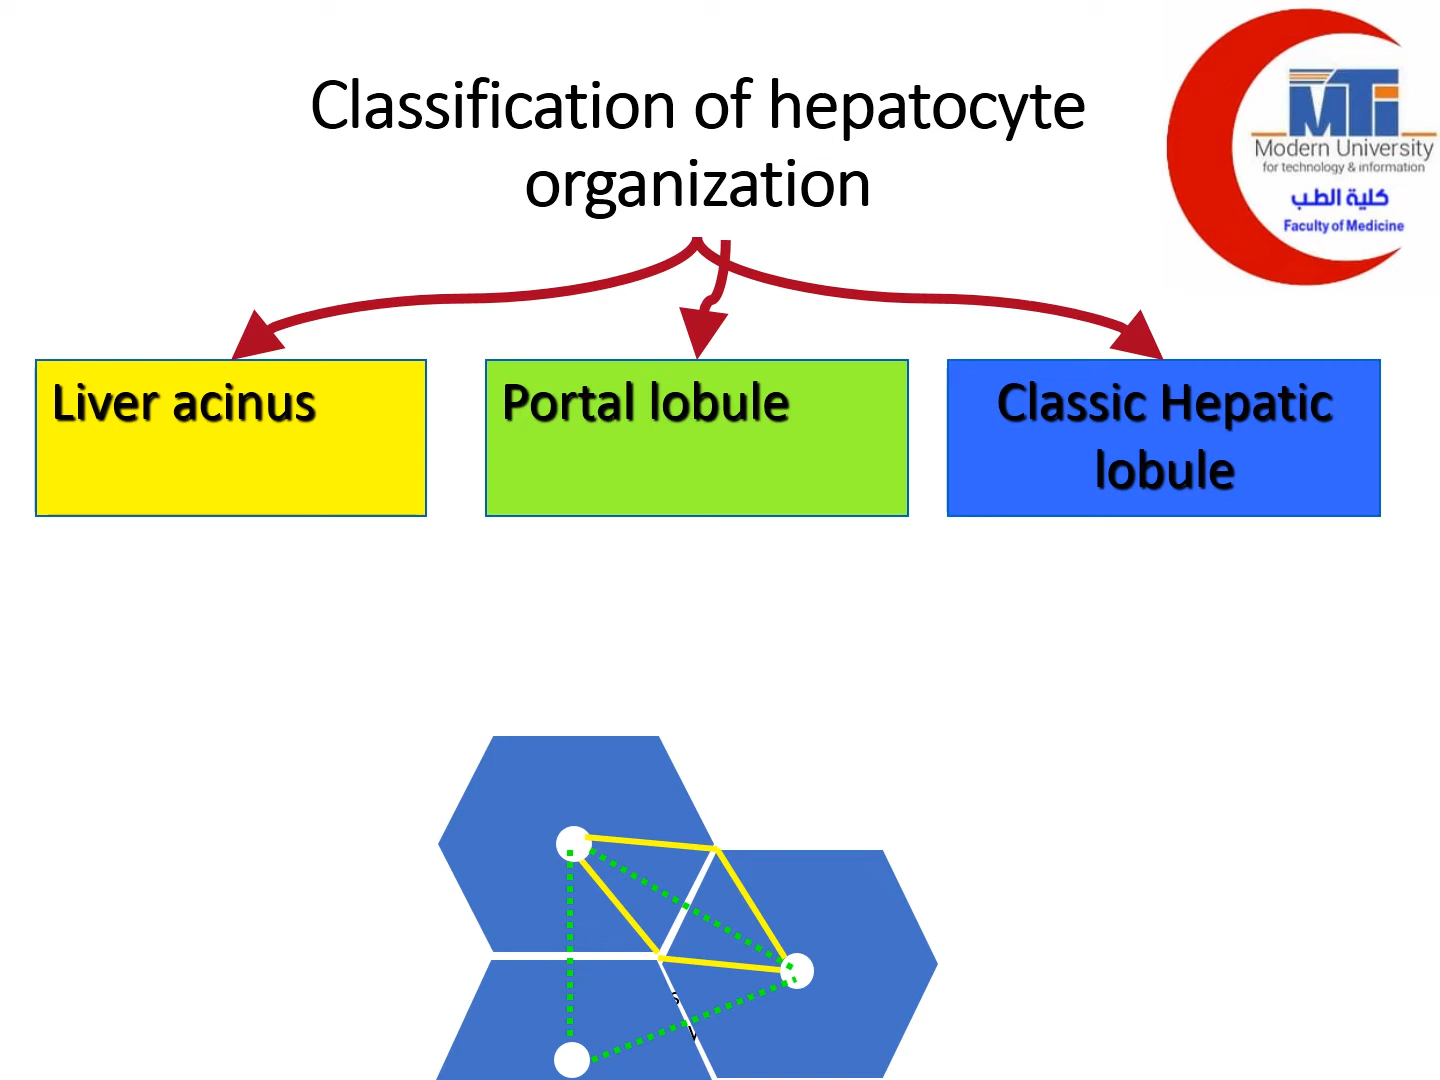 Classification of hepatocyte
organization
MTi
Modern University
for technology & information
كلية الطب
Faculty of Medicine
Liver acinus
Portal lobule
Classic Hepatic
lobule
s